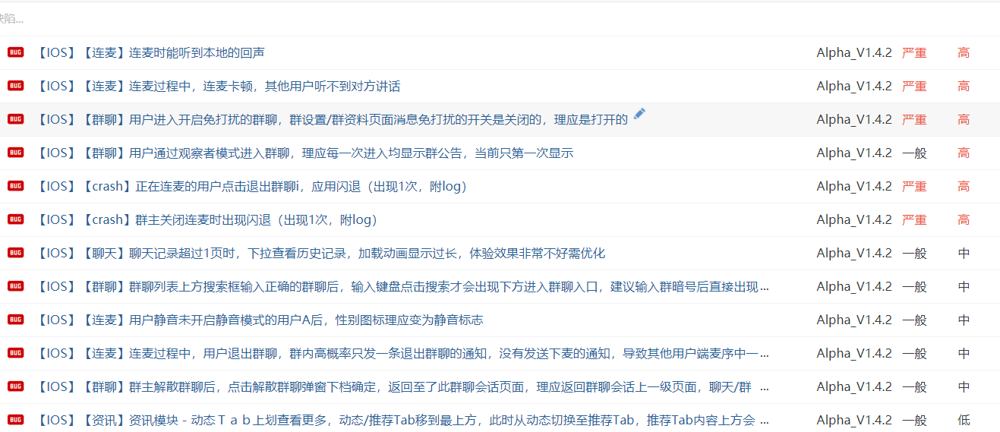 缺陷...
BUG 【IOS】【连麦】连麦时能听到本地的回声 Alpha_V1.4.2 严重 高
BUG 【IOS】【连麦】连麦过程中，连麦卡顿，其他用户听不到对方讲话 Alpha_V1.4.2 严重 高
BUG 【IOS】【群聊】用户进入开启免打扰的群聊，群设置/群资料页面消息免打扰的开关是关闭的，理应是打开的 Alpha_V1.4.2 严重 高
BUG 【IOS】【群聊】用户通过观察者模式进入群聊，理应每一次进入均显示群公告，当前只第一次显示 Alpha_V1.4.2 一般 高
BUG 【IOS】【crash】正在连麦的用户点击退出群聊i，应用闪退（出现1次，附log） Alpha_V1.4.2 严重 高
BUG 【IOS】【crash】群主关闭连麦时出现闪退（出现1次，附log） Alpha_V1.4.2 严重 高
BUG 【IOS】【聊天】聊天记录超过1页时，下拉查看历史记录，加载动画显示过长，体验效果非常不好需优化 Alpha_V1.4.2 一般 中
BUG 【IOS】【群聊】群聊列表上方搜索框输入正确的群聊后，输入键盘点击搜索才会出现下方进入群聊入口，建议输入群暗号后直接出现... Alpha_V1.4.2 一般 中
BUG 【IOS】【连麦】用户静音未开启静音模式的用户A后，性别图标理应变为静音标志 Alpha_V1.4.2 一般 中
BUG 【IOS】【连麦】连麦过程中，用户退出群聊，群内高概率只发一条退出群聊的通知，没有发送下麦的通知，导致其他用户端麦序中一... Alpha_V1.4.2 一般 中
BUG 【IOS】【群聊】群主解散群聊后，点击解散群聊弹窗下档确定，返回至了此群聊会话页面，理应返回群聊会话上一级页面，聊天/群 ... Alpha_V1.4.2 一般 中
BUG 【IOS】【资讯】资讯模块 - 动态Ｔａｂ上划查看更多，动态/推荐Tab移到最上方，此时从动态切换至推荐Tab，推荐Tab内容上方会 ... Alpha_V1.4.2 一般 低